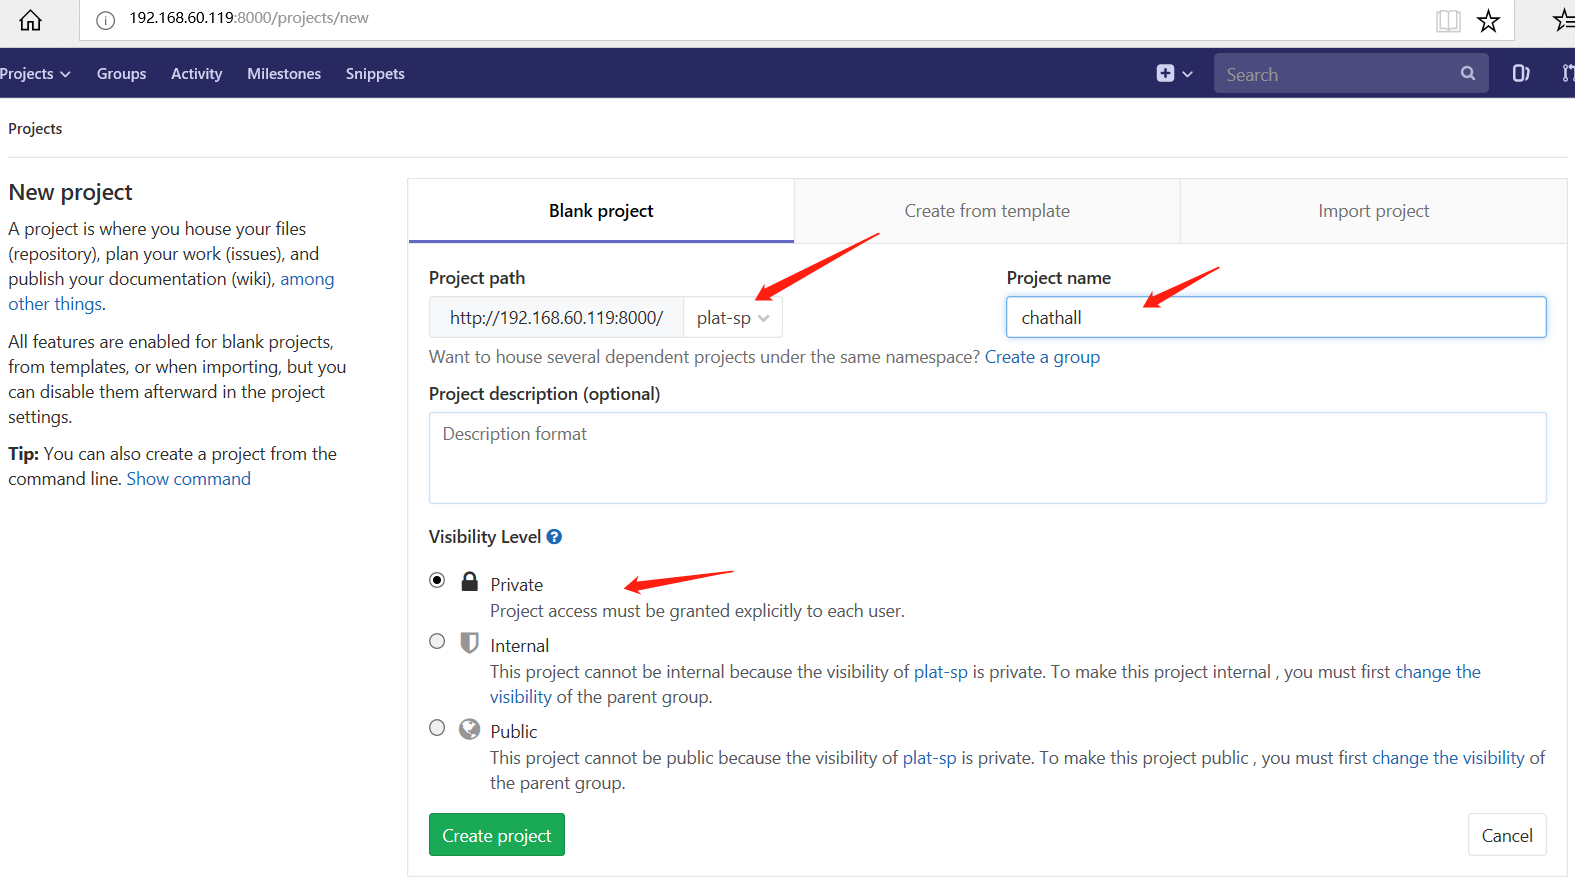 192.168.60.119:8000/projects/new
Projects Groups Activity Milestones Snippets Search
Projects
New project
A project is where you house your files
(repository), plan your work (issues), and
publish your documentation (wiki), among
other things.
All features are enabled for blank projects,
from templates, or when importing, but you
can disable them afterward in the project
settings.
Tip: You can also create a project from the
command line. Show command
Blank project Create from template Import project
Project path Project name
http://192.168.60.119:8000/ plat-sp chathall
Want to house several dependent projects under the same namespace? Create a group
Project description (optional)
Description format
Visibility Level ?
Private
Project access must be granted explicitly to each user.
Internal
This project cannot be internal because the visibility of plat-sp is private. To make this project internal , you must first change the
visibility of the parent group.
Public
This project cannot be public because the visibility of plat-sp is private. To make this project public , you must first change the visibility of
the parent group.
Create project Cancel